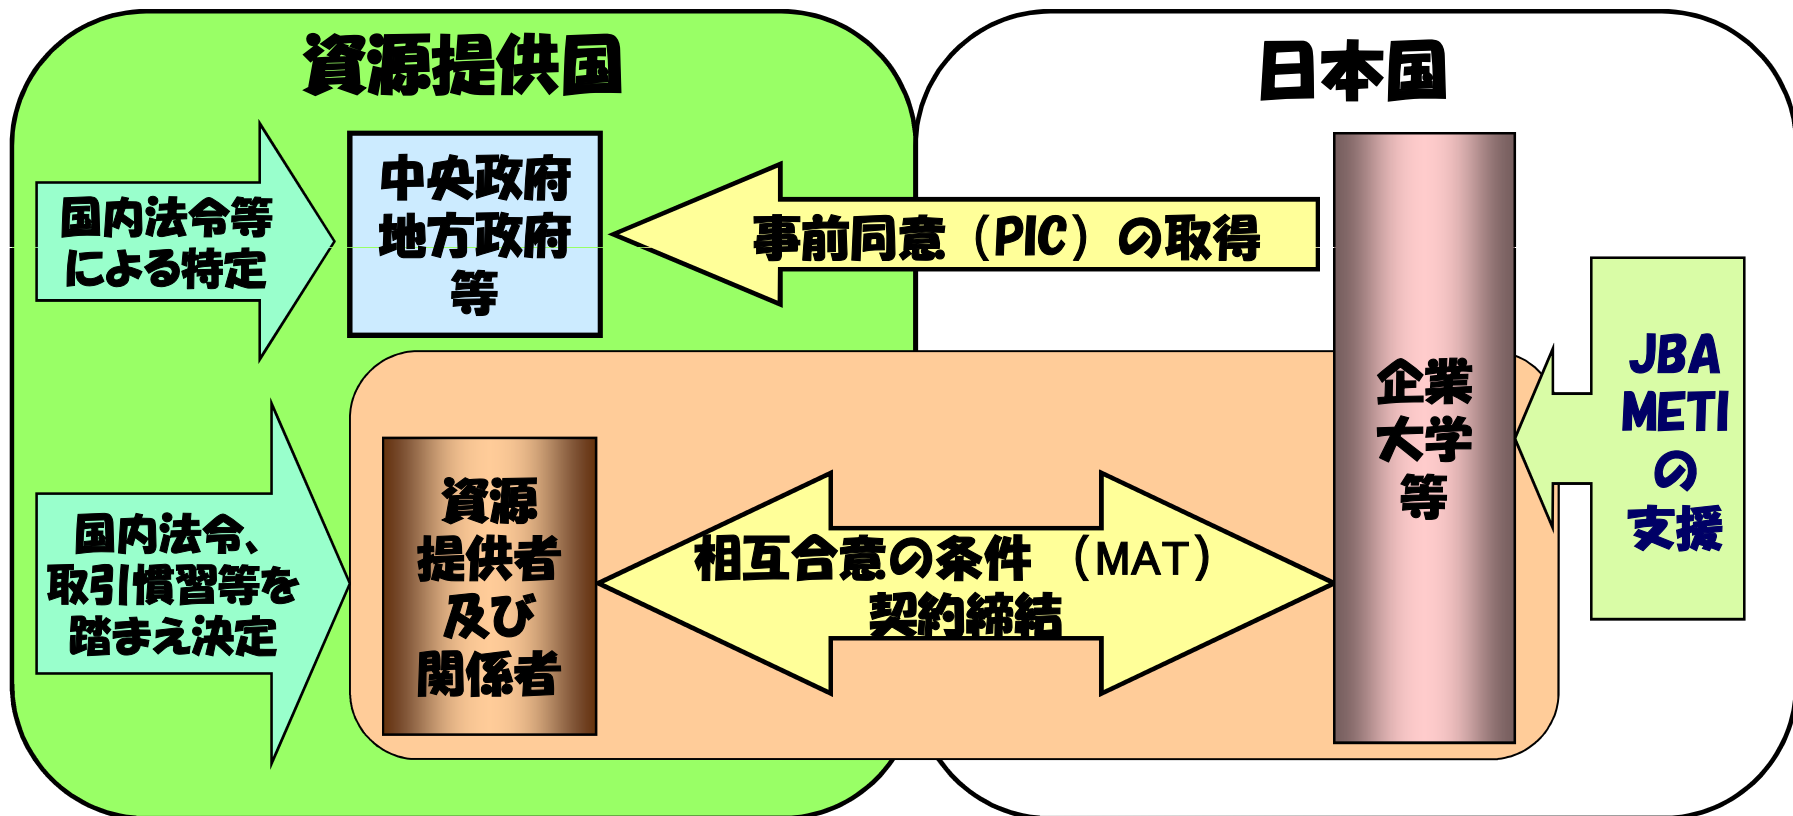 資源提供国
日本国
国内法令等
による特定
中央政府
地方政府
等
事前同意（PIC）の取得
国内法令、
取引慣習等を
踏まえ決定
資源
提供者
及び
関係者
相互合意の条件 （MAT）
契約締結
企業
大学
等
JBA
METI
の
支援